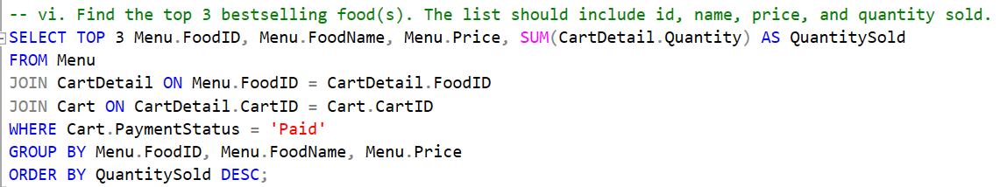 -- vi. Find the top 3 bestselling food(s). The list should include id, name, price, and quantity sold.
SELECT TOP 3 Menu.FoodID, Menu.FoodName, Menu.Price, SUM(CartDetail.Quantity) AS QuantitySold
FROM Menu
JOIN CartDetail ON Menu.FoodID = CartDetail.FoodID
JOIN Cart ON CartDetail.CartID = Cart.CartID
WHERE Cart.PaymentStatus = 'Paid'
GROUP BY Menu.FoodID, Menu.FoodName, Menu.Price
ORDER BY QuantitySold DESC;